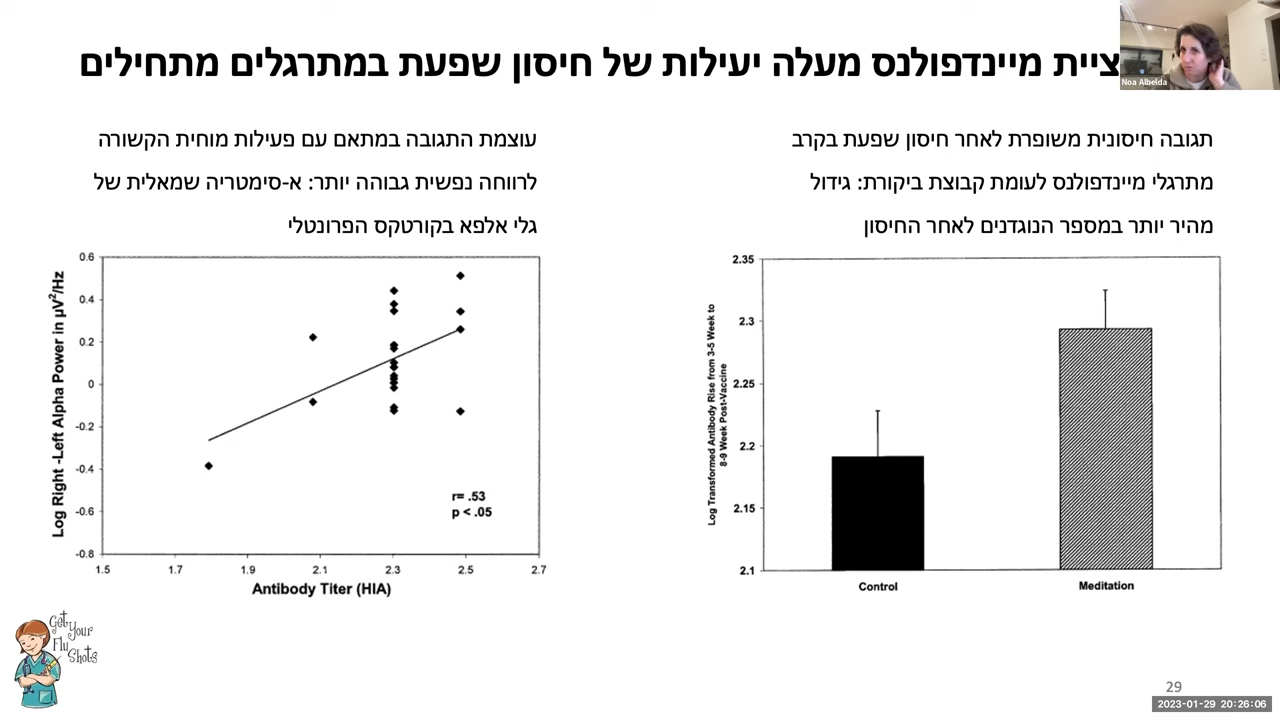 ציית מיינדפולנס מעלה יעילות של חיסון שפעת במתרגלים מתחילים
Noa Albelda
תגובה חיסונית משופרת לאחר חיסון שפעת בקרב
מתרגלי מיינדפולנס לעומת קבוצת ביקורת: גידול
מהיר יותר במספר הנוגדנים לאחר החיסון
Log Transformed Antibody Rise from 3-5 Week to
8-9 Week Post-Vaccine
2.35
2.3
2.25
2.2
2.15
2.1
Control
Meditation
עוצמת התגובה במתאם עם פעילות מוחית הקשורה
לרווחה נפשית גבוהה יותר: א-סימטריה שמאלית של
גלי אלפא בקורטקס הפרונטלי
Log Right -Left Alpha Power in µV²/Hz
0.6
0.4
0.2
0
-0.2
-0.4
-0.6
-0.8
r= .53
p < .05
1.5 1.7 1.9 2.1 2.3 2.5 2.7
Antibody Titer (HIA)
Get
Your
Flu
Shots
29
2023-01-29 20:26:06